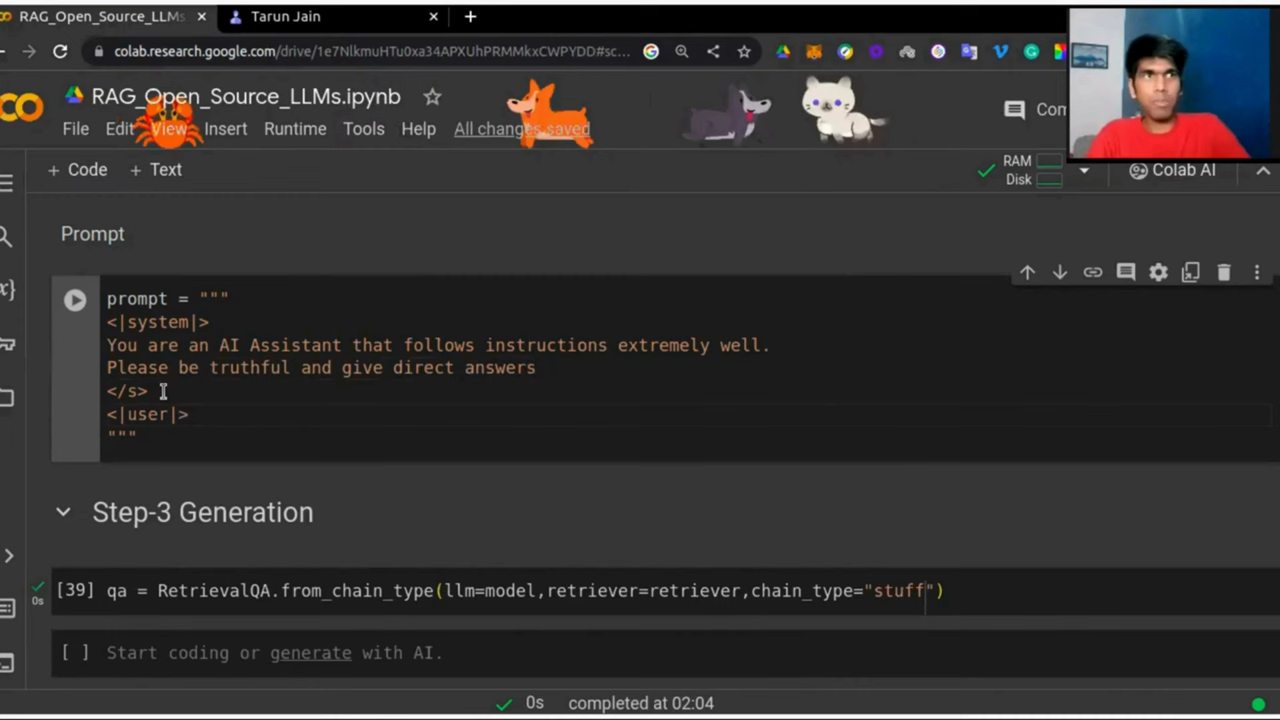 RAG_Open_Source_LLMs
Tarun Jain
colab.research.google.com/drive/1e7NlkmuHTu0xa34APXUhPRMMkxCWPYDD#sc...
RAG_Open_Source_LLMs.ipynb
File Edit View Insert Runtime Tools Help All changes saved
Com
+ Code + Text
RAM
Disk
Colab AI
Prompt
prompt = """
<|system|>
You are an AI Assistant that follows instructions extremely well.
Please be truthful and give direct answers
</s>
<|user|>
"""
Step-3 Generation
[39] qa = RetrievalQA.from_chain_type(llm=model,retriever=retriever,chain_type="stuff")
0s
[ ] Start coding or generate with AI.
0s completed at 02:04